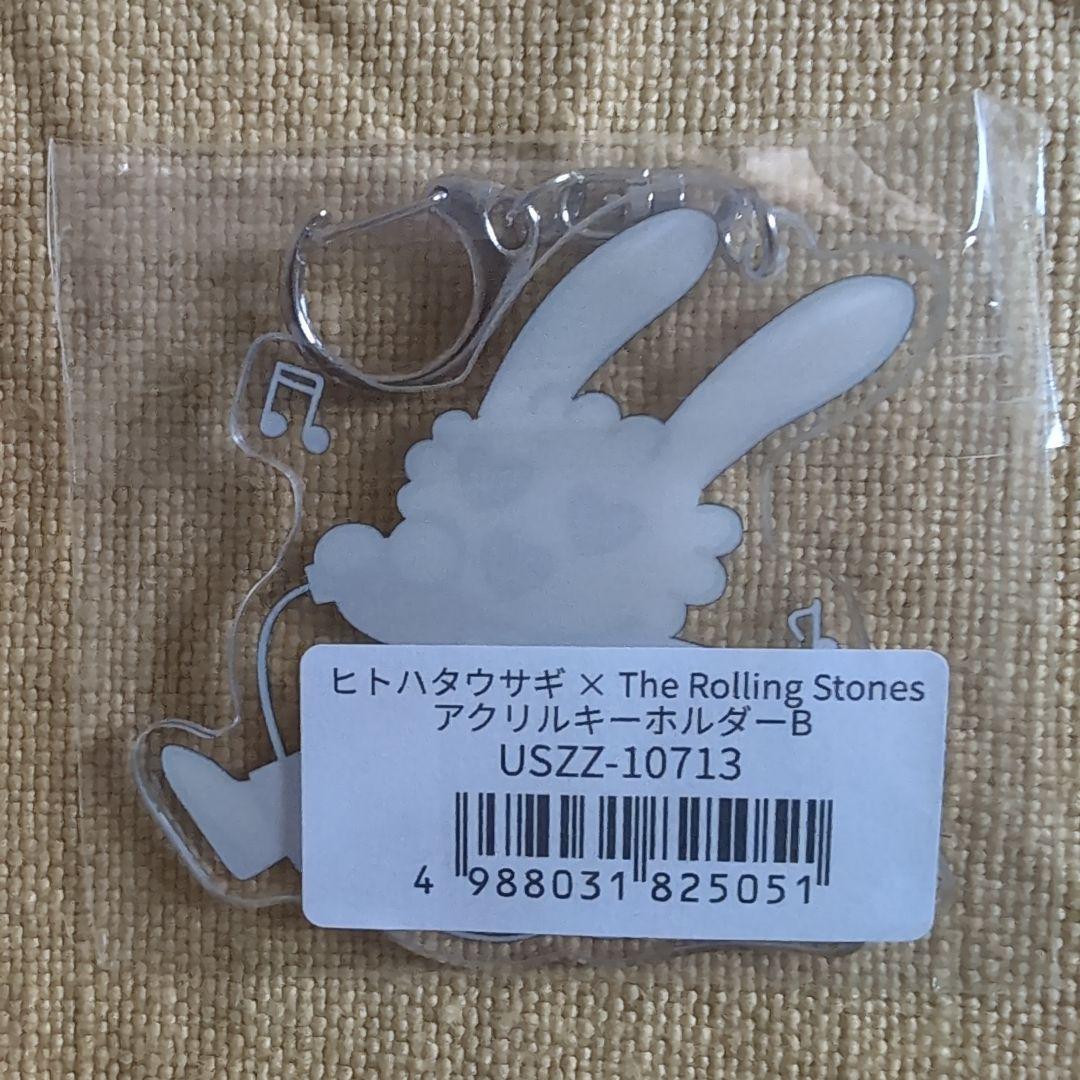 ヒトハタウサギ × The Rolling Stones
アクリルキーホルダーB
USZZ-10713
4 988031 825051